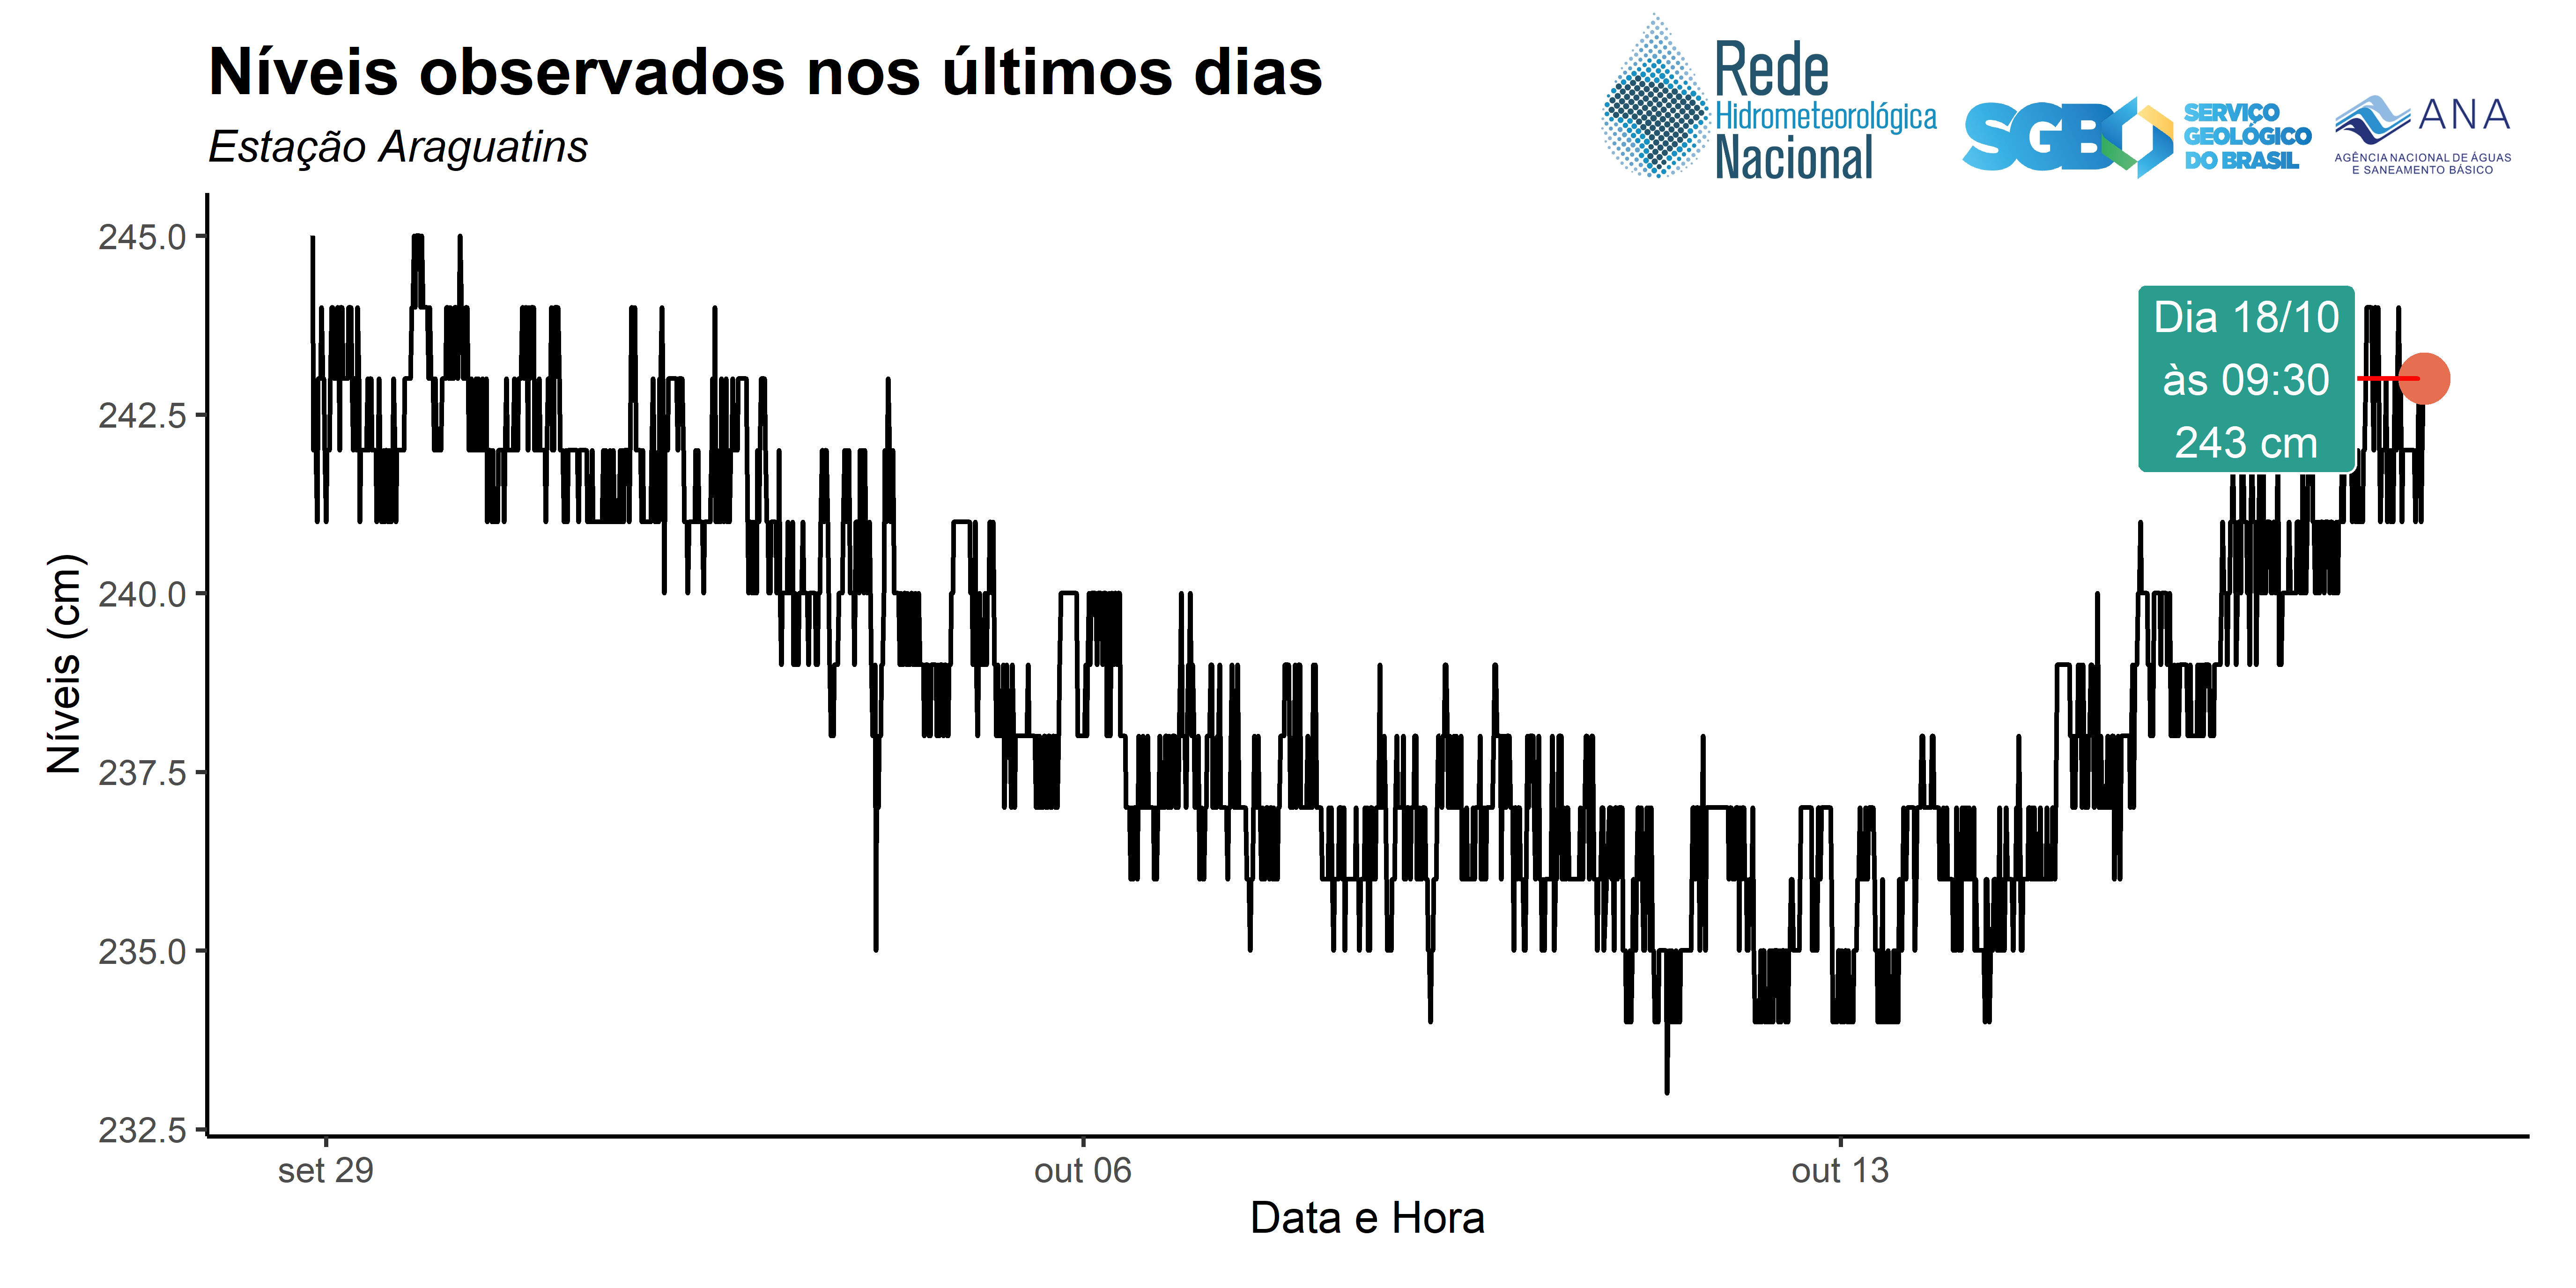 Níveis observados nos últimos dias
Estação Araguatins
Rede
Hidrometeorológica
Nacional
SGB
SERVIÇO
GEOLÓGICO
DO BRASIL
ANA
AGÊNCIA NACIONAL DE ÁGUAS
E SANEAMENTO BÁSICO
Níveis (cm)
245.0
242.5
240.0
237.5
235.0
232.5
Dia 18/10
às 09:30
243 cm
set 29
out 06
out 13
Data e Hora